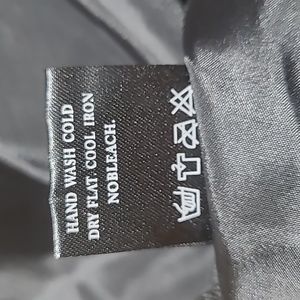 HAND WASH COLD
DRY FLAT. COOL IRON
NOBLEACH.